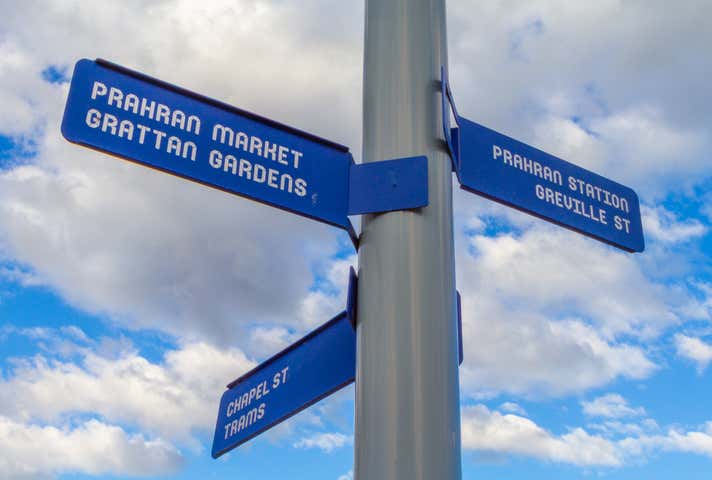 PRAHRAN MARKET
GRATTAN GARDENS
PRAHRAN STATION
GREVILLE ST
CHAPEL ST
TRAMS